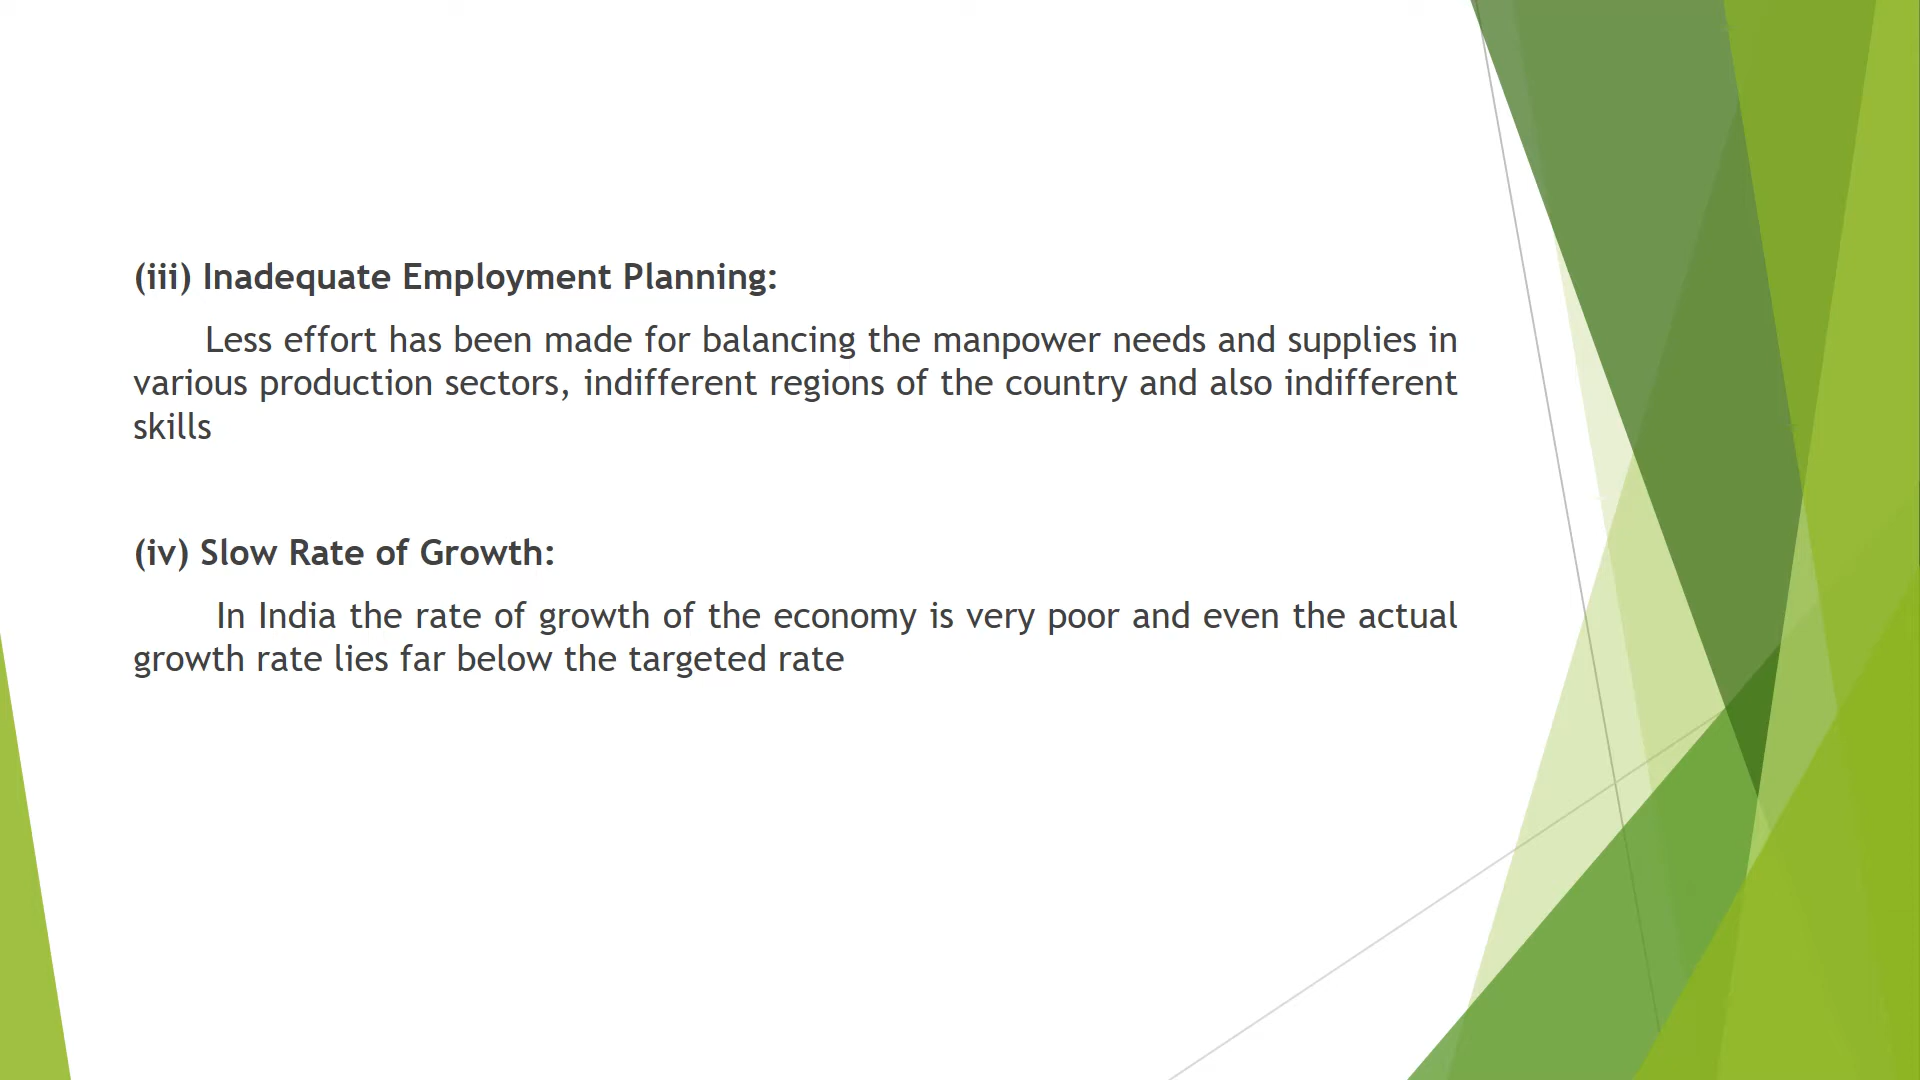 (iii) Inadequate Employment Planning:
Less effort has been made for balancing the manpower needs and supplies in
various production sectors, indifferent regions of the country and also indifferent
skills
(iv) Slow Rate of Growth:
In India the rate of growth of the economy is very poor and even the actual
growth rate lies far below the targeted rate